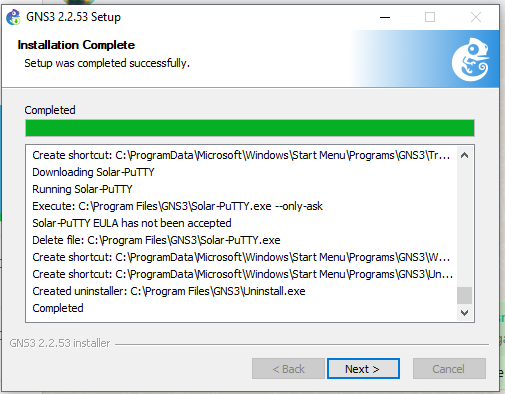 GNS3 2.2.53 Setup
Installation Complete
Setup was completed successfully.
Completed
Create shortcut: C:\ProgramData\Microsoft\Windows\Start Menu\Programs\GNS3\Tr...
Downloading Solar-PuTTY
Running Solar-PuTTY
Execute: C:\Program Files\GNS3\Solar-PuTTY.exe --only-ask
Solar-PuTTY EULA has not been accepted
Delete file: C:\Program Files\GNS3\Solar-PuTTY.exe
Create shortcut: C:\ProgramData\Microsoft\Windows\Start Menu\Programs\GNS3\W...
Create shortcut: C:\ProgramData\Microsoft\Windows\Start Menu\Programs\GNS3\Un...
Created uninstaller: C:\Program Files\GNS3\Uninstall.exe
Completed
GNS3 2.2.53 installer
< Back
Next >
Cancel